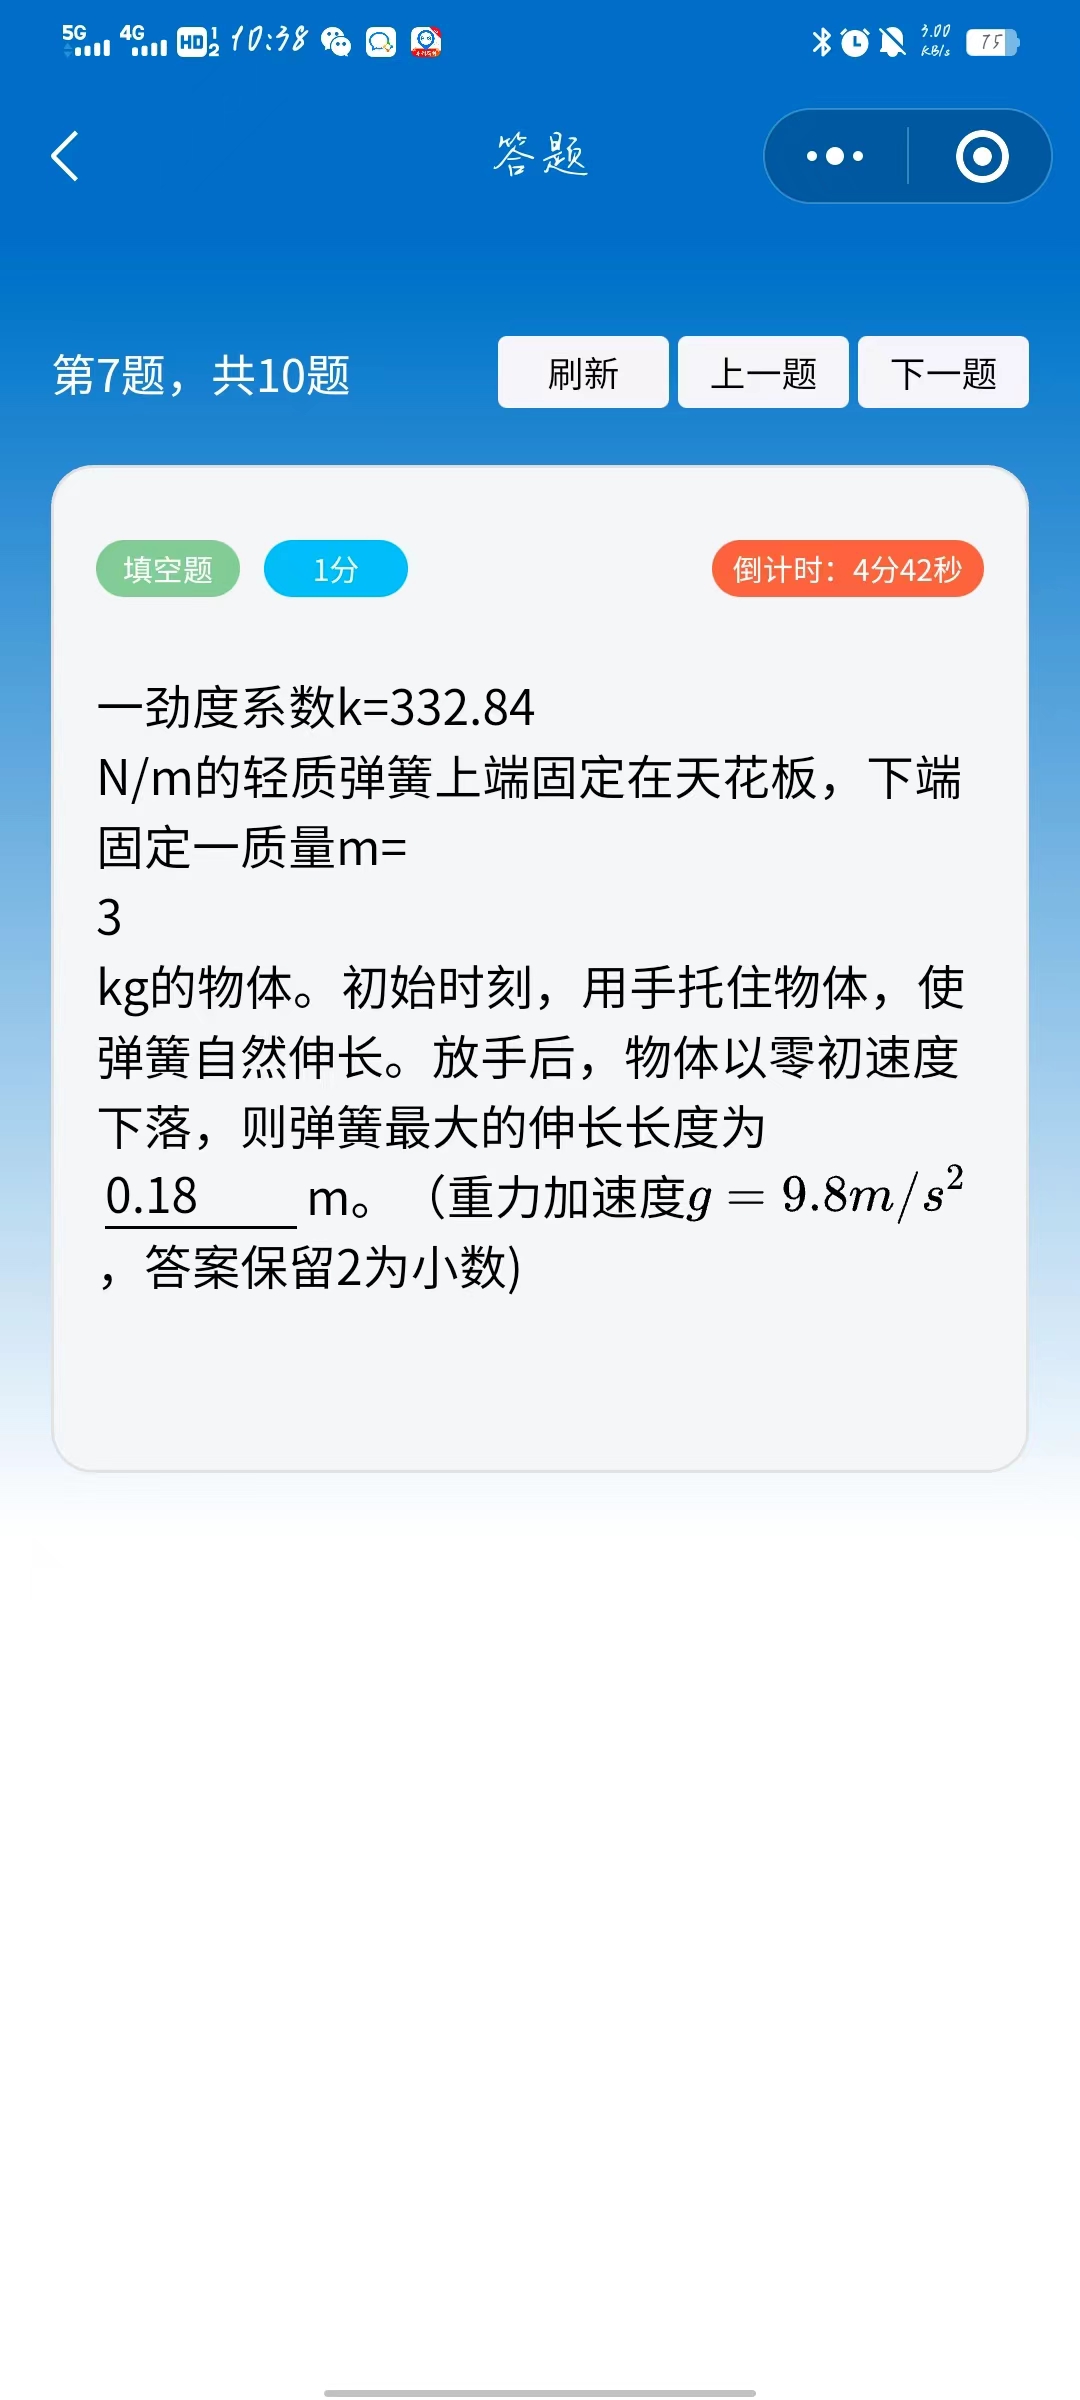 5G 4G HD 1 2 10:38 3.00 KB/s 75
答题
第7题，共10题 刷新 上一题 下一题
填空题 1分 倒计时：4分42秒
一劲度系数k=332.84
N/m的轻质弹簧上端固定在天花板，下端
固定一质量m=
3
kg的物体。初始时刻，用手托住物体，使
弹簧自然伸长。放手后，物体以零初速度
下落，则弹簧最大的伸长长度为
0.18 m。（重力加速度g = 9.8m/s²
，答案保留2为小数)